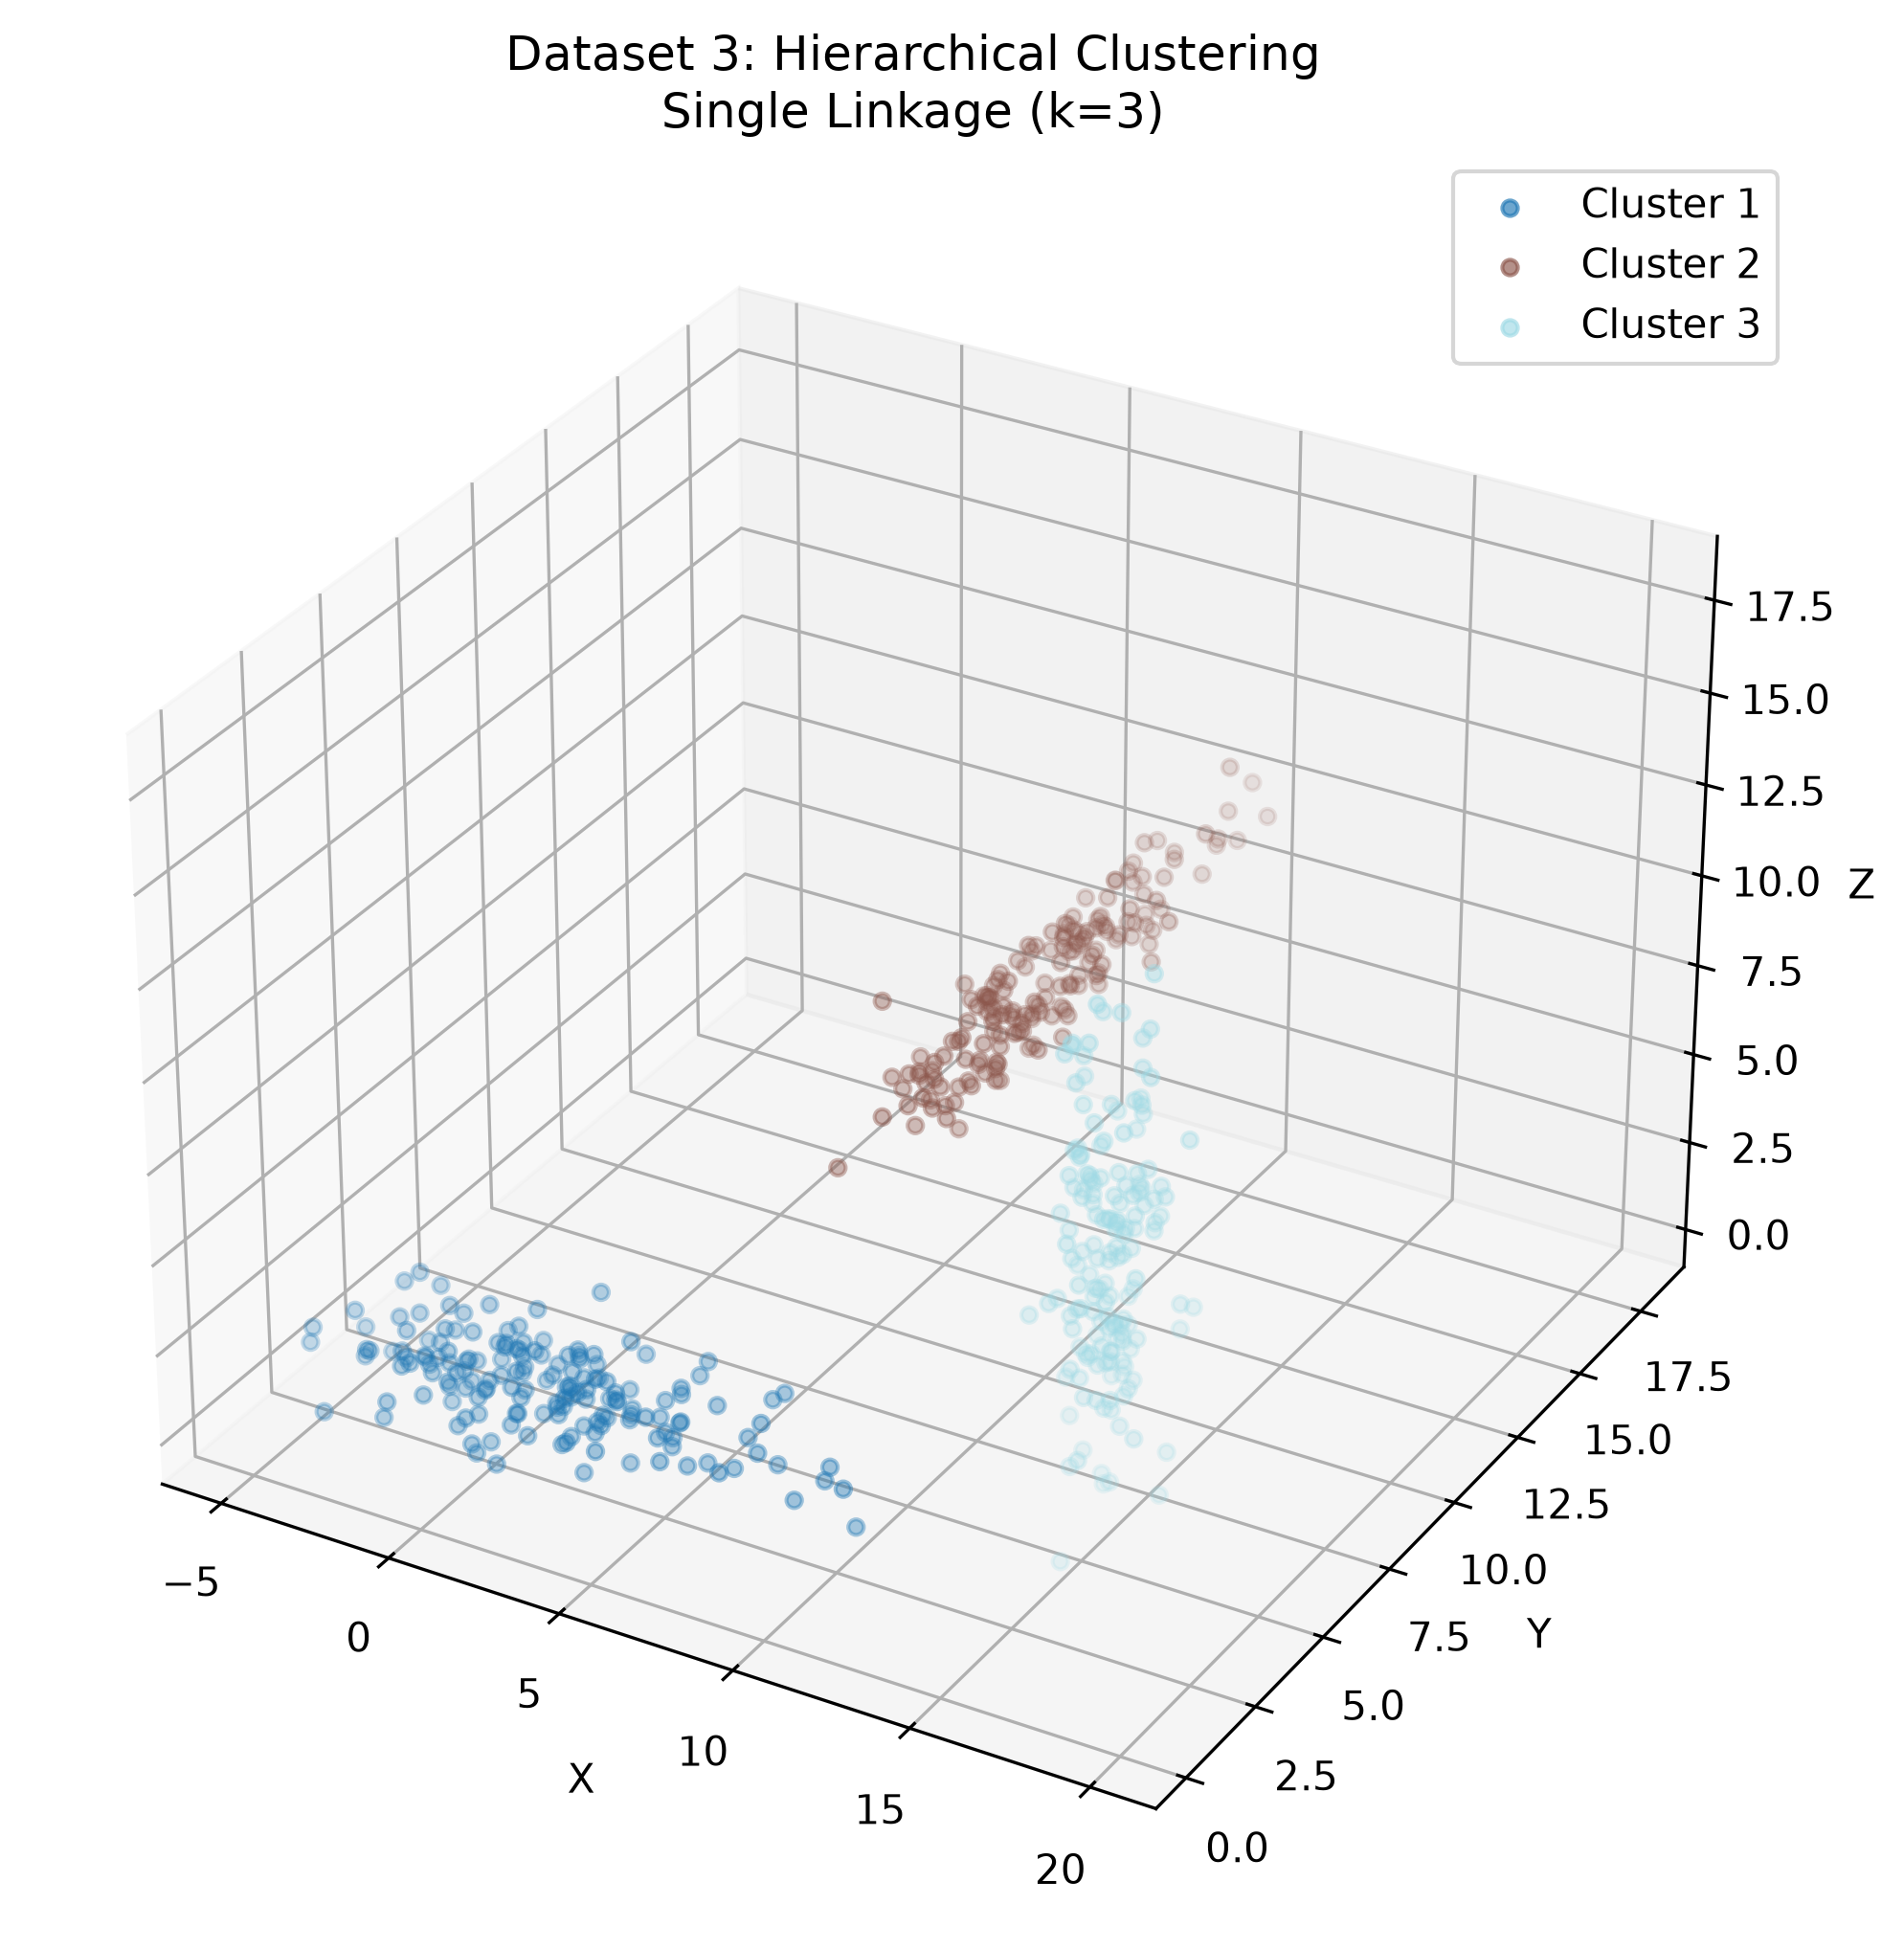 Dataset 3: Hierarchical Clustering
Single Linkage (k=3)
Cluster 1
Cluster 2
Cluster 3
17.5
15.0
12.5
10.0
Z
7.5
5.0
2.5
0.0
17.5
15.0
12.5
10.0
7.5
Y
5.0
2.5
0.0
−5
0
5
10
15
20
X